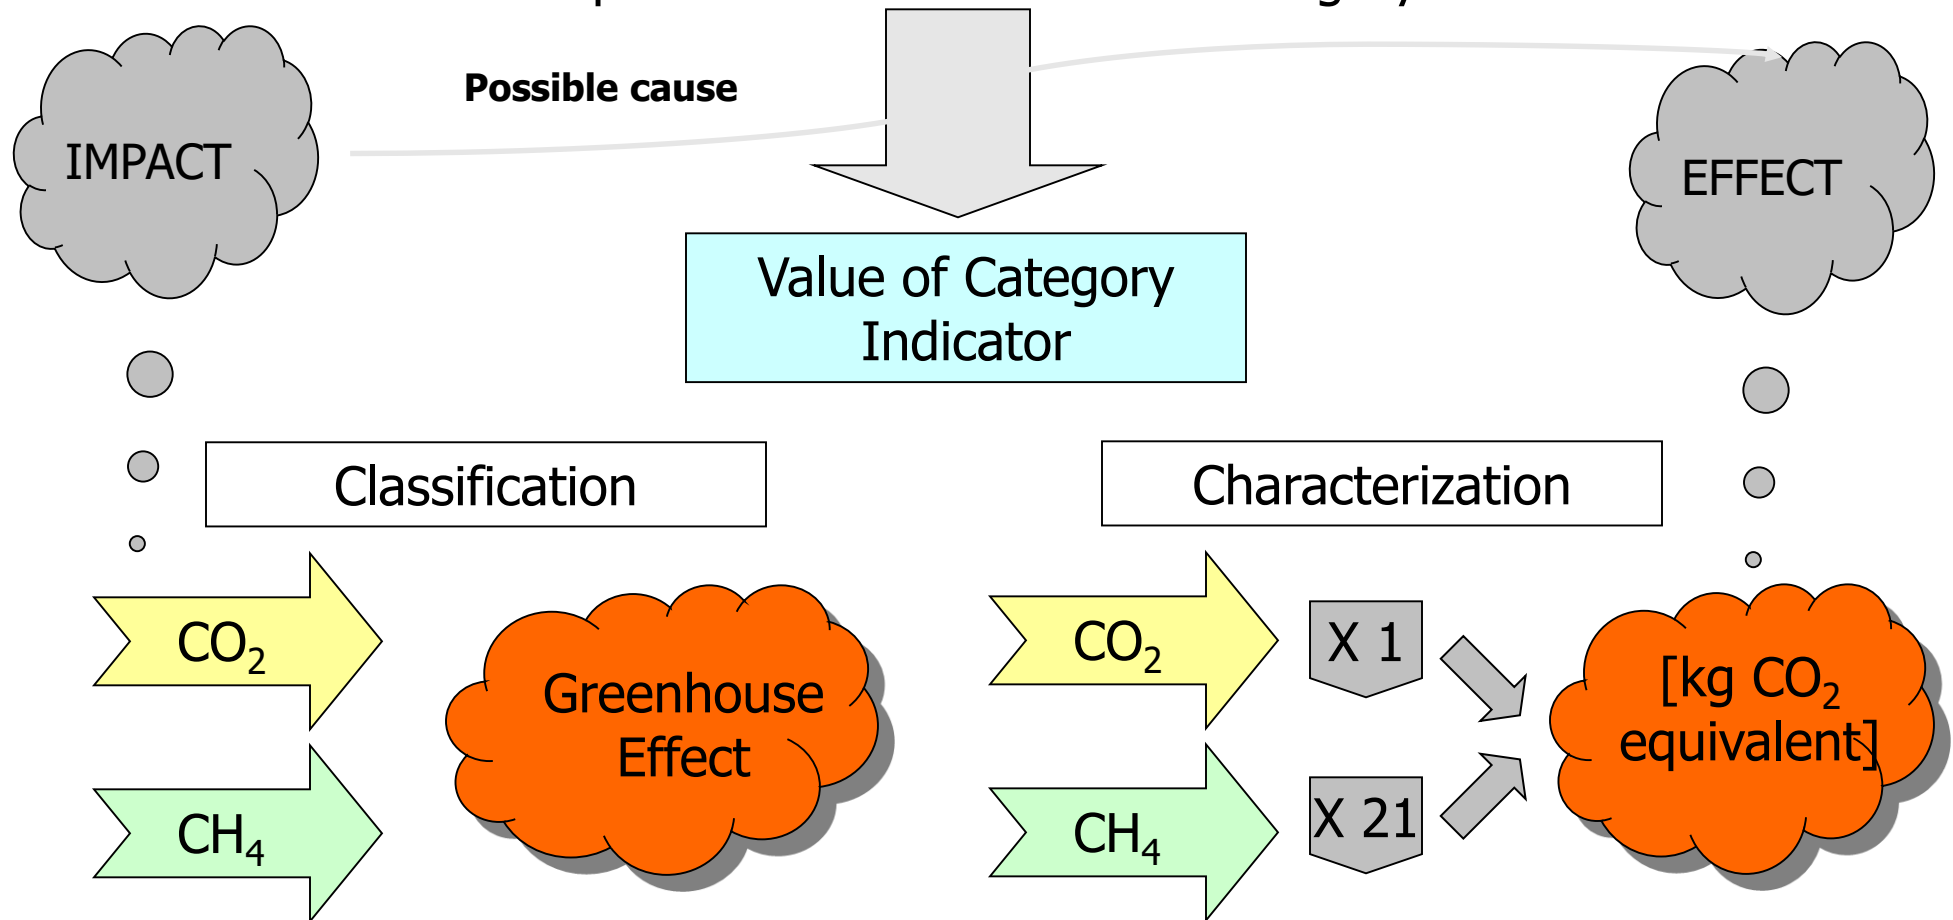 Possible cause
IMPACT
EFFECT
Value of Category
Indicator
Classification
Characterization
CO₂
Greenhouse
Effect
CH₄
CO₂
X 1
[kg CO₂
equivalent]
CH₄
X 21